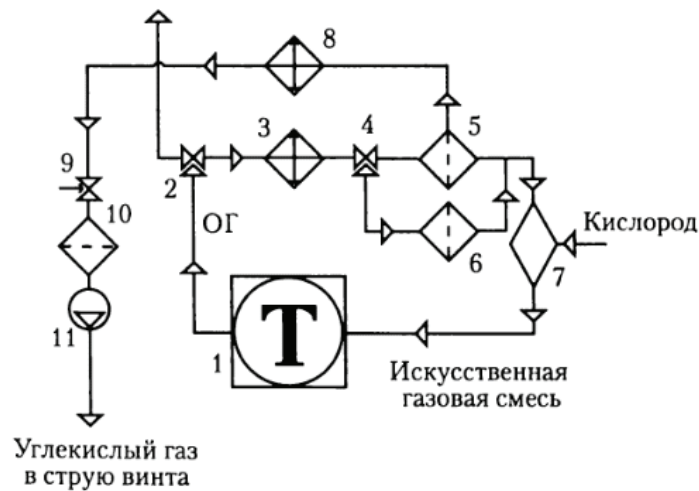 8
3
4
5
9
2
10
ОГ
Кислород
6
7
11
1
Т
Искусственная
газовая смесь
Углекислый газ
в струю винта